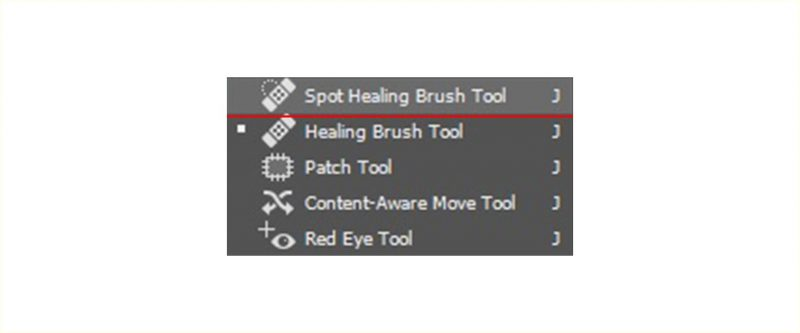 Spot Healing Brush Tool J
Healing Brush Tool J
Patch Tool J
Content-Aware Move Tool J
Red Eye Tool J